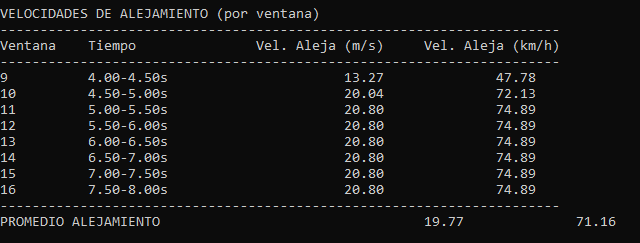 VELOCIDADES DE ALEJAMIENTO (por ventana)
----------------------------------------------------------------------
Ventana    Tiempo               Vel. Aleja (m/s)     Vel. Aleja (km/h)
----------------------------------------------------------------------
9          4.00-4.50s                      13.27              47.78
10         4.50-5.00s                      20.04              72.13
11         5.00-5.50s                      20.80              74.89
12         5.50-6.00s                      20.80              74.89
13         6.00-6.50s                      20.80              74.89
14         6.50-7.00s                      20.80              74.89
15         7.00-7.50s                      20.80              74.89
16         7.50-8.00s                      20.80              74.89
----------------------------------------------------------------------
PROMEDIO ALEJAMIENTO                                 19.77              71.16